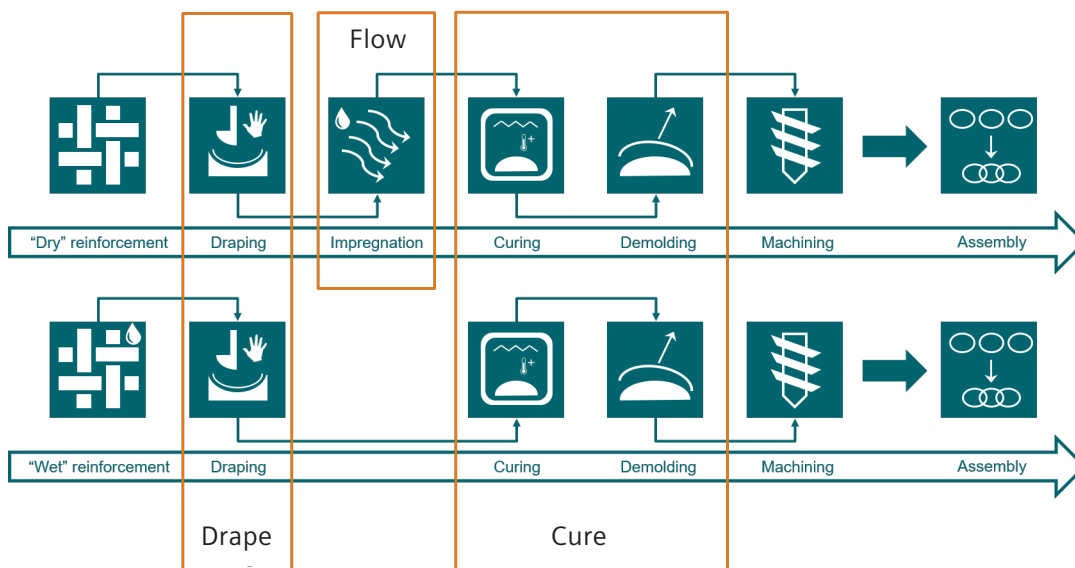 Flow
“Dry” reinforcement Draping Impregnation Curing Demolding Machining Assembly
“Wet” reinforcement Draping Curing Demolding Machining Assembly
Drape Cure